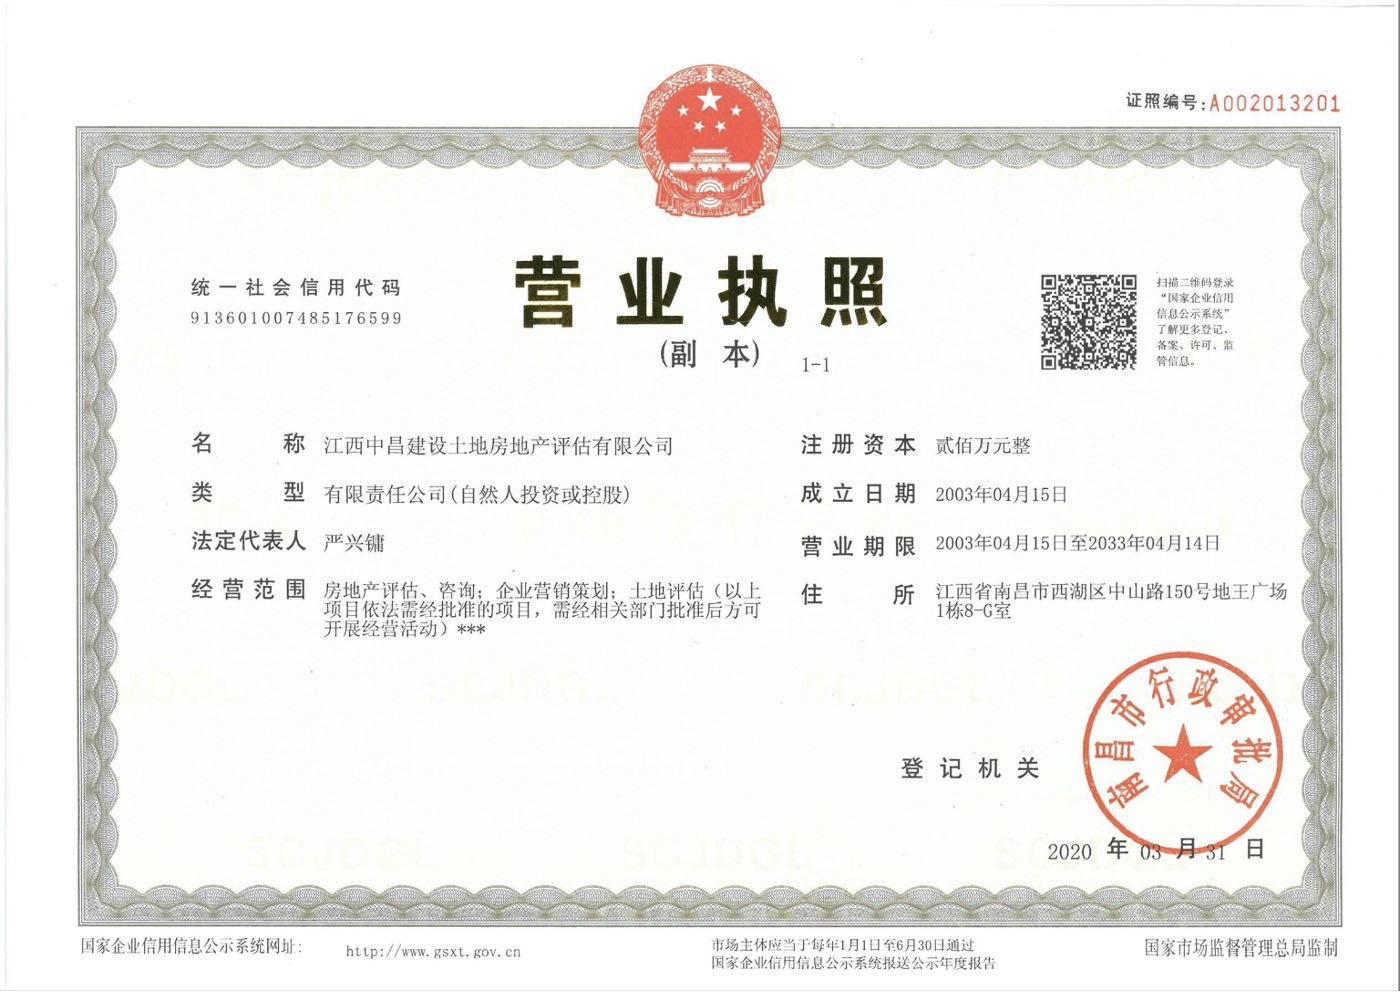 证照编号:A002013201
统一社会信用代码
913601007485176599
营业执照
(副 本) 1-1
扫描二维码登录
“国家企业信用
信息公示系统”
了解更多登记、
备案、许可、监
管信息。
名 称 江西中昌建设土地房地产评估有限公司
类 型 有限责任公司(自然人投资或控股)
法定代表人 严兴镛
经营范围 房地产评估、咨询；企业营销策划；土地评估（以上
项目依法需经批准的项目，需经相关部门批准后方可
开展经营活动）***
注册资本 贰佰万元整
成立日期 2003年04月15日
营业期限 2003年04月15日至2033年04月14日
住 所 江西省南昌市西湖区中山路150号地王广场
1栋8-G室
登记机关
南昌市行政审批局
2020 年 03 月 31 日
国家企业信用信息公示系统网址: http://www.gsxt.gov.cn
市场主体应当于每年1月1日至6月30日通过
国家企业信用信息公示系统报送公示年度报告
国家市场监督管理总局监制
SCJDGL
SCJDGL
SCJDGL